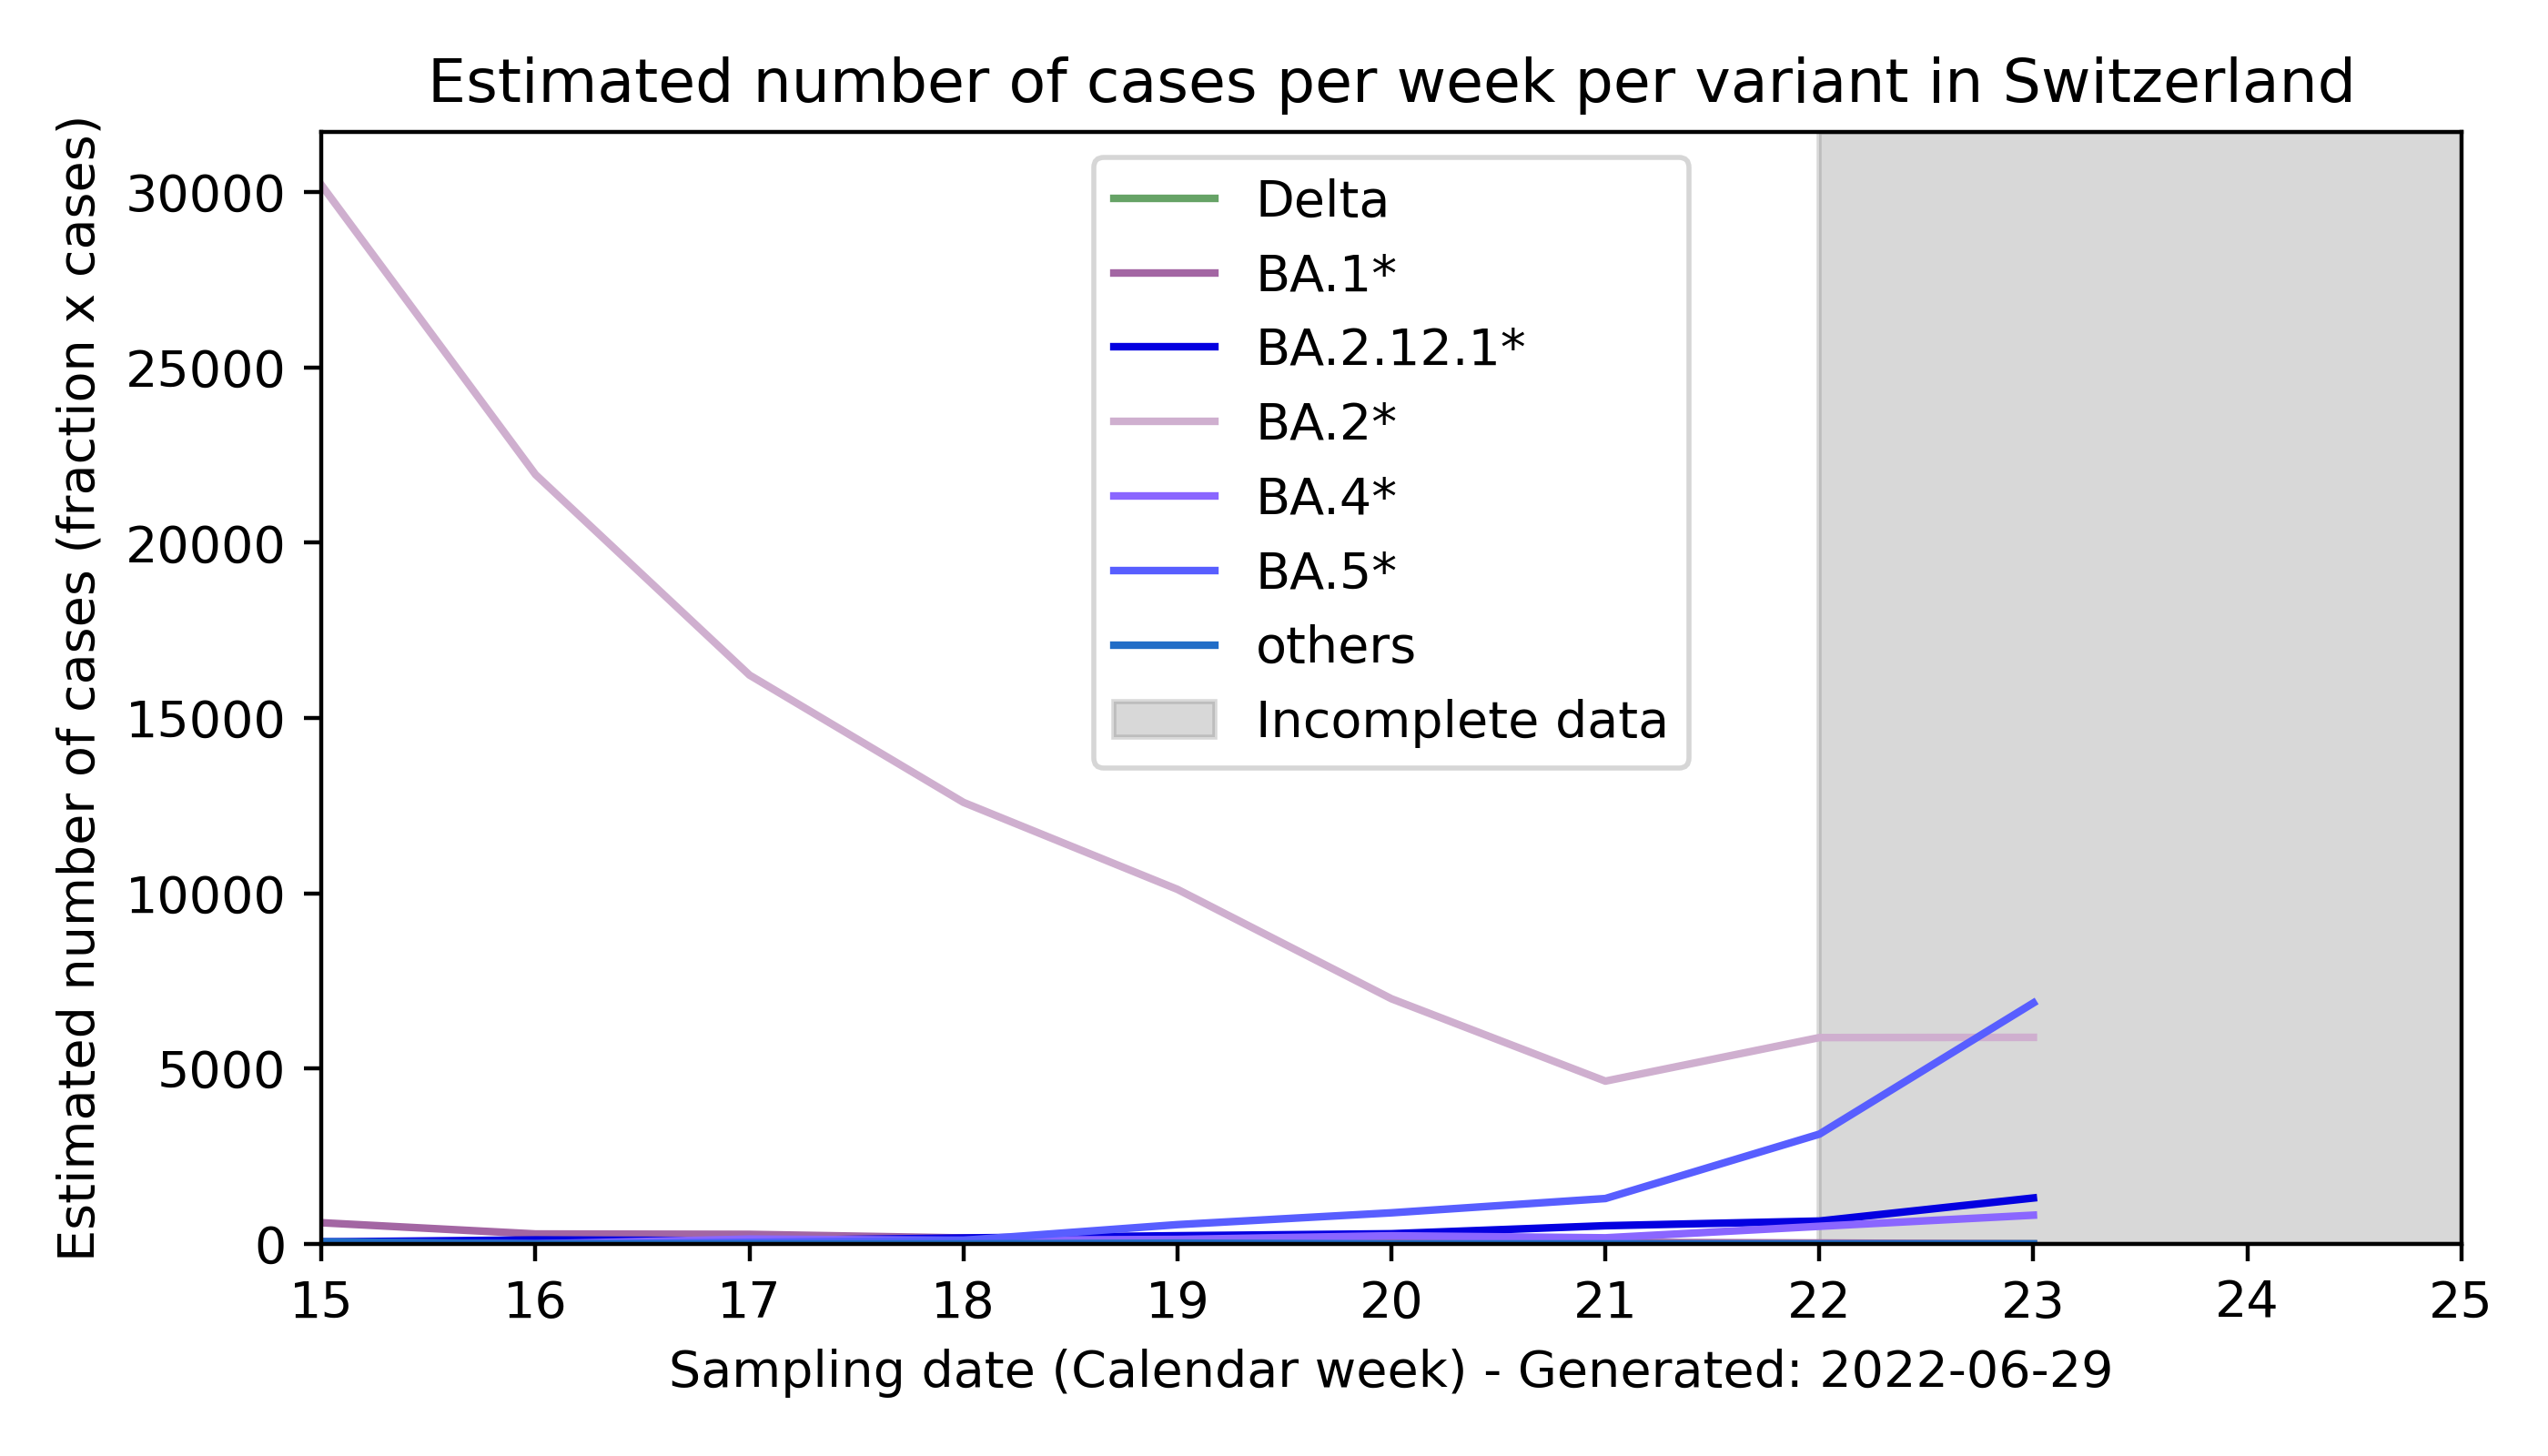 Estimated number of cases per week per variant in Switzerland
Estimated number of cases (fraction x cases)
30000
25000
20000
15000
10000
5000
0
Delta
BA.1*
BA.2.12.1*
BA.2*
BA.4*
BA.5*
others
Incomplete data
15 16 17 18 19 20 21 22 23 24 25
Sampling date (Calendar week) - Generated: 2022-06-29